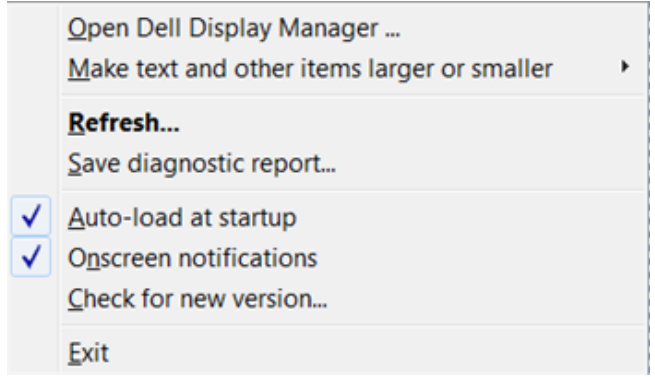 Open Dell Display Manager ...
Make text and other items larger or smaller
Refresh...
Save diagnostic report...
Auto-load at startup
Onscreen notifications
Check for new version...
Exit